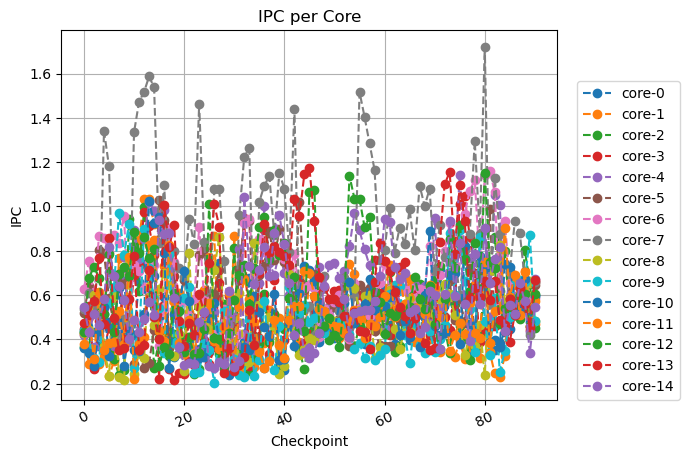 IPC per Core
IPC
1.6
1.4
1.2
1.0
0.8
0.6
0.4
0.2
0
20
40
60
80
Checkpoint
core-0
core-1
core-2
core-3
core-4
core-5
core-6
core-7
core-8
core-9
core-10
core-11
core-12
core-13
core-14